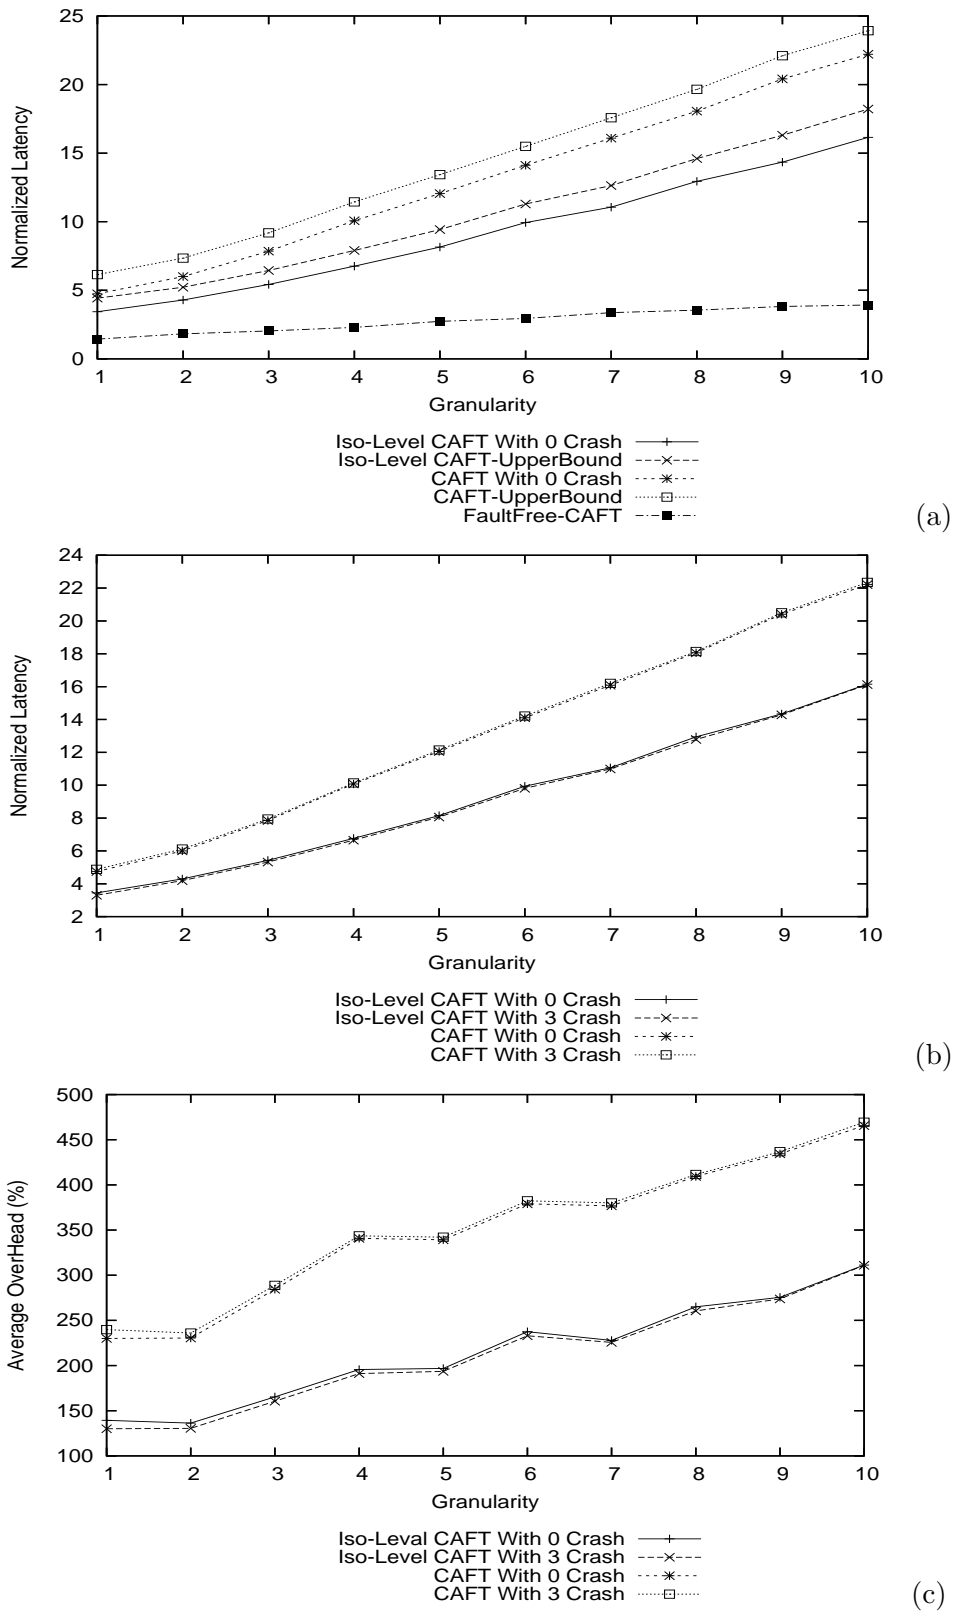 25
20
15
10
5
0
Normalized Latency
1 2 3 4 5 6 7 8 9 10
Granularity
Iso-Level CAFT With 0 Crash
Iso-Level CAFT-UpperBound
CAFT With 0 Crash
CAFT-UpperBound
FaultFree-CAFT
(a)
24
22
20
18
16
14
12
10
8
6
4
2
Normalized Latency
1 2 3 4 5 6 7 8 9 10
Granularity
Iso-Level CAFT With 0 Crash
Iso-Level CAFT With 3 Crash
CAFT With 0 Crash
CAFT With 3 Crash
(b)
500
450
400
350
300
250
200
150
100
Average OverHead (%)
1 2 3 4 5 6 7 8 9 10
Granularity
Iso-Leval CAFT With 0 Crash
Iso-Level CAFT With 3 Crash
CAFT With 0 Crash
CAFT With 3 Crash
(c)